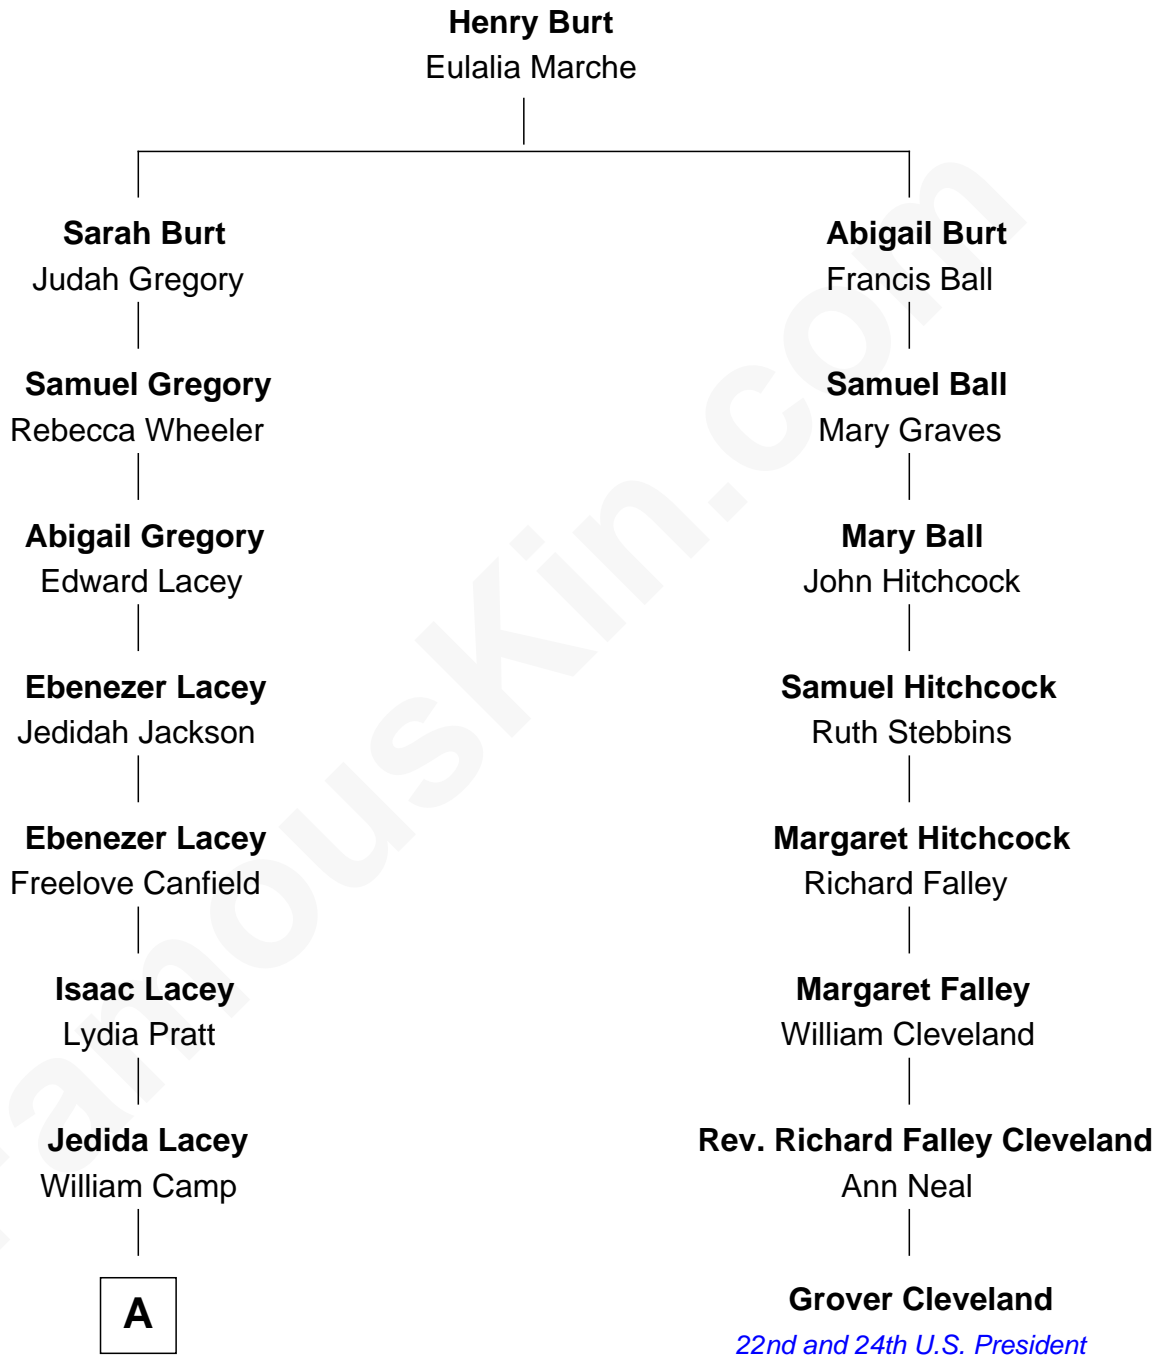 Henry Burt
Eulalia Marche
Sarah Burt
Judah Gregory
Abigail Burt
Francis Ball
Samuel Gregory
Rebecca Wheeler
Samuel Ball
Mary Graves
Abigail Gregory
Edward Lacey
Mary Ball
John Hitchcock
Ebenezer Lacey
Jedidah Jackson
Samuel Hitchcock
Ruth Stebbins
Ebenezer Lacey
Freelove Canfield
Margaret Hitchcock
Richard Falley
Isaac Lacey
Lydia Pratt
Margaret Falley
William Cleveland
Jedida Lacey
William Camp
Rev. Richard Falley Cleveland
Ann Neal
A
Grover Cleveland
22nd and 24th U.S. President
FamousKin.com